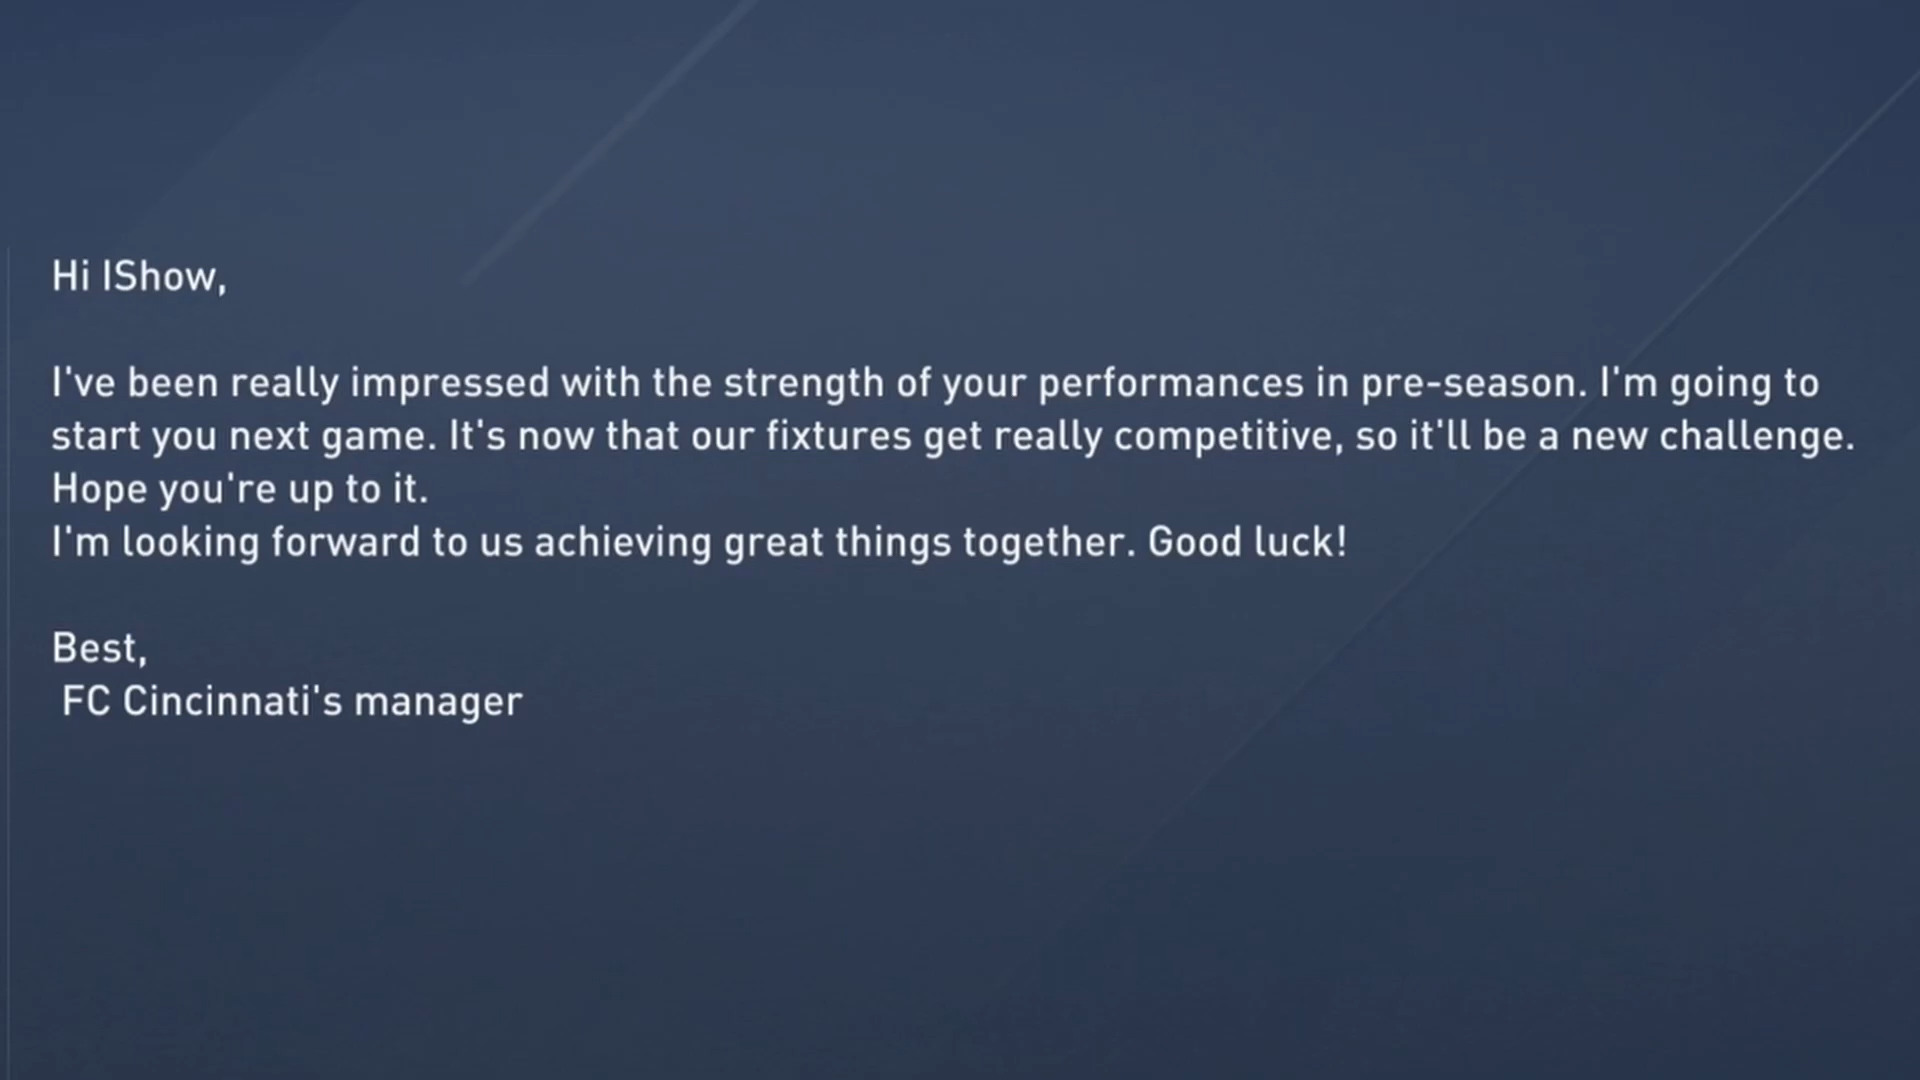 Hi IShow,
I've been really impressed with the strength of your performances in pre-season. I'm going to
start you next game. It's now that our fixtures get really competitive, so it'll be a new challenge.
Hope you're up to it.
I'm looking forward to us achieving great things together. Good luck!
Best,
FC Cincinnati's manager